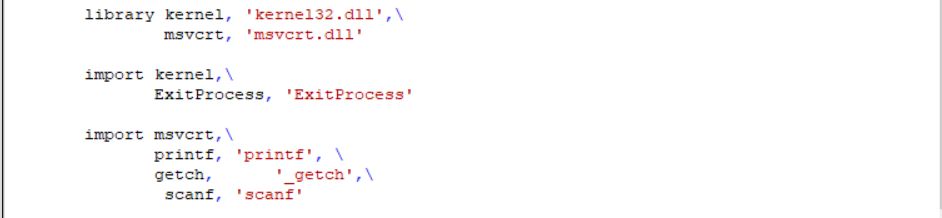 library kernel, 'kernel32.dll',\
msvcrt, 'msvcrt.dll'
import kernel,\
ExitProcess, 'ExitProcess'
import msvcrt,\
printf, 'printf', \
getch, '_getch',\
scanf, 'scanf'